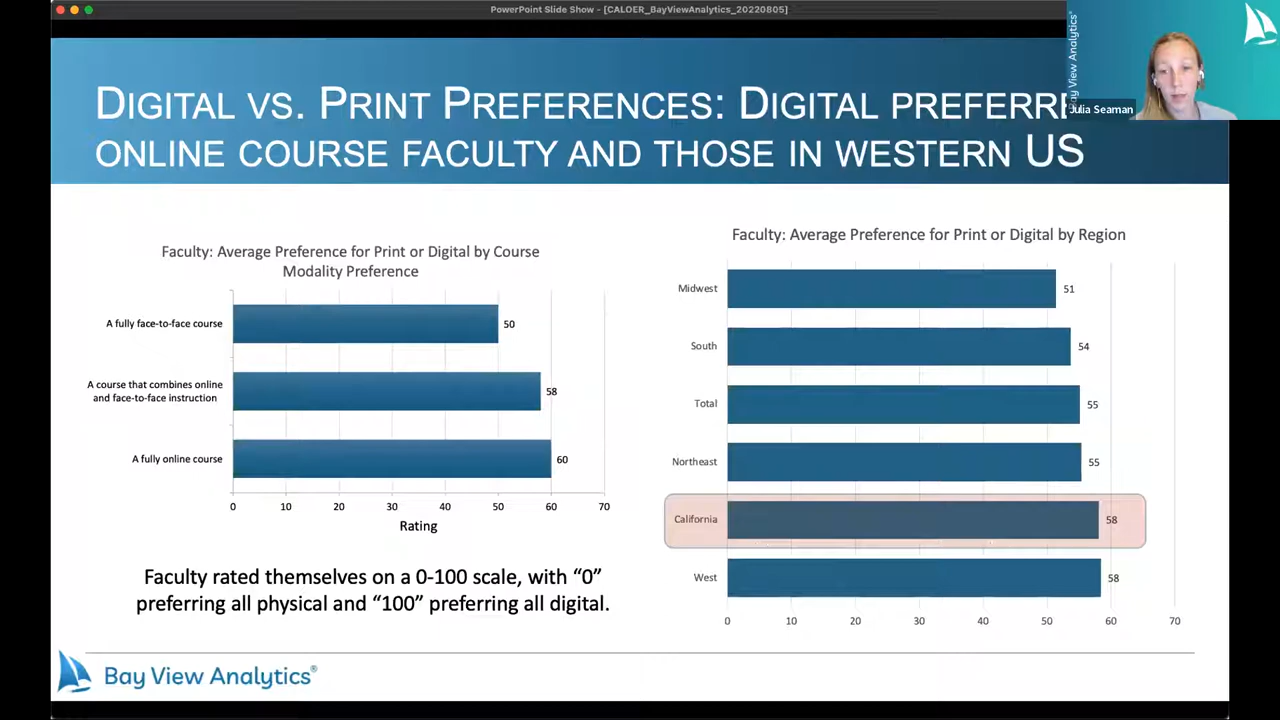 PowerPoint Slide Show - [CALOER_BayViewAnalytics_20220805]
Bay View Analytics®
Julia Seaman
DIGITAL VS. PRINT PREFERENCES: DIGITAL PREFERRE
ONLINE COURSE FACULTY AND THOSE IN WESTERN US
Faculty: Average Preference for Print or Digital by Course
Modality Preference
A fully face-to-face course
50
A course that combines online
and face-to-face instruction
58
A fully online course
60
0 10 20 30 40 50 60 70
Rating
Faculty rated themselves on a 0-100 scale, with “0”
preferring all physical and “100” preferring all digital.
Faculty: Average Preference for Print or Digital by Region
Midwest 51
South 54
Total 55
Northeast 55
California 58
West 58
0 10 20 30 40 50 60 70
Bay View Analytics®